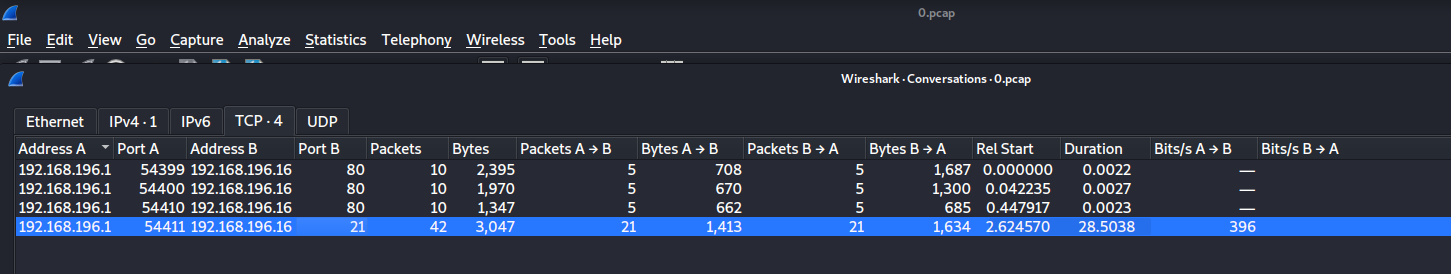 0.pcap
File Edit View Go Capture Analyze Statistics Telephony Wireless Tools Help
Wireshark · Conversations · 0.pcap
Ethernet IPv4 · 1 IPv6 TCP · 4 UDP
Address A Port A Address B Port B Packets Bytes Packets A → B Bytes A → B Packets B → A Bytes B → A Rel Start Duration Bits/s A → B Bits/s B → A
192.168.196.1 54399 192.168.196.16 80 10 2,395 5 708 5 1,687 0.000000 0.0022 —
192.168.196.1 54400 192.168.196.16 80 10 1,970 5 670 5 1,300 0.042235 0.0027 —
192.168.196.1 54410 192.168.196.16 80 10 1,347 5 662 5 685 0.447917 0.0023 —
192.168.196.1 54411 192.168.196.16 21 42 3,047 21 1,413 21 1,634 2.624570 28.5038 396